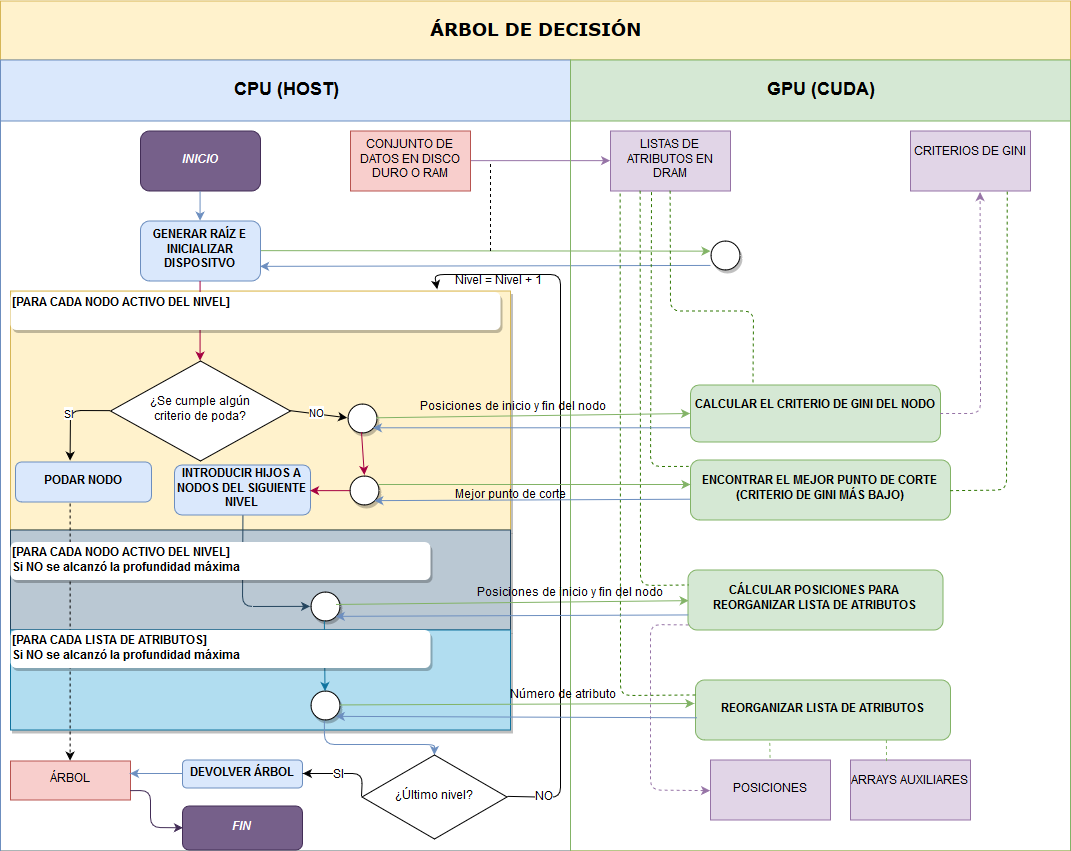 ÁRBOL DE DECISIÓN
CPU (HOST)
GPU (CUDA)
INICIO
CONJUNTO DE
DATOS EN DISCO
DURO O RAM
LISTAS DE
ATRIBUTOS EN
DRAM
CRITERIOS DE GINI
GENERAR RAÍZ E
INICIALIZAR
DISPOSITVO
Nivel = Nivel + 1
[PARA CADA NODO ACTIVO DEL NIVEL]
¿Se cumple algún
criterio de poda?
SI
NO
Posiciones de inicio y fin del nodo
CALCULAR EL CRITERIO DE GINI DEL NODO
PODAR NODO
INTRODUCIR HIJOS A
NODOS DEL SIGUIENTE
NIVEL
Mejor punto de corte
ENCONTRAR EL MEJOR PUNTO DE CORTE
(CRITERIO DE GINI MÁS BAJO)
[PARA CADA NODO ACTIVO DEL NIVEL]
Si NO se alcanzó la profundidad máxima
Posiciones de inicio y fin del nodo
CÁLCULAR POSICIONES PARA
REORGANIZAR LISTA DE ATRIBUTOS
[PARA CADA LISTA DE ATRIBUTOS]
Si NO se alcanzó la profundidad máxima
Número de atributo
REORGANIZAR LISTA DE ATRIBUTOS
ÁRBOL
DEVOLVER ÁRBOL
SI
¿Último nivel?
NO
POSICIONES
ARRAYS AUXILIARES
FIN